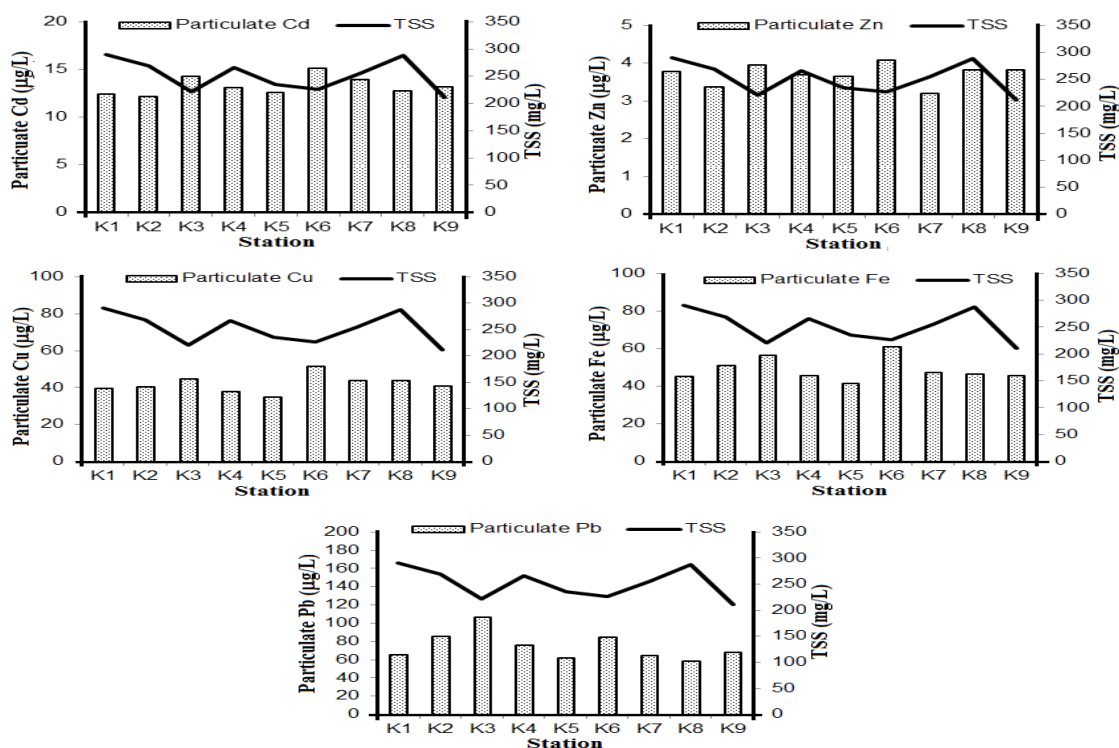 Particulate Cd TSS
Particuate Cd (µg/L)
20
15
10
5
0
350
300
250
200
150
100
50
0
TSS (mg/L)
K1 K2 K3 K4 K5 K6 K7 K8 K9
Station
Particulate Zn TSS
Particuate Zn (µg/L)
5
4
3
2
1
0
350
300
250
200
150
100
50
0
TSS (mg/L)
K1 K2 K3 K4 K5 K6 K7 K8 K9
Station
Particulate Cu TSS
Particulate Cu (µg/L)
100
80
60
40
20
0
350
300
250
200
150
100
50
0
TSS (mg/L)
K1 K2 K3 K4 K5 K6 K7 K8 K9
Station
Particulate Fe TSS
Particulate Fe (µg/L)
100
80
60
40
20
0
350
300
250
200
150
100
50
0
TSS (mg/L)
K1 K2 K3 K4 K5 K6 K7 K8 K9
Station
Particulate Pb TSS
Particulate Pb (µg/L)
200
180
160
140
120
100
80
60
40
20
0
350
300
250
200
150
100
50
0
TSS (mg/L)
K1 K2 K3 K4 K5 K6 K7 K8 K9
Station